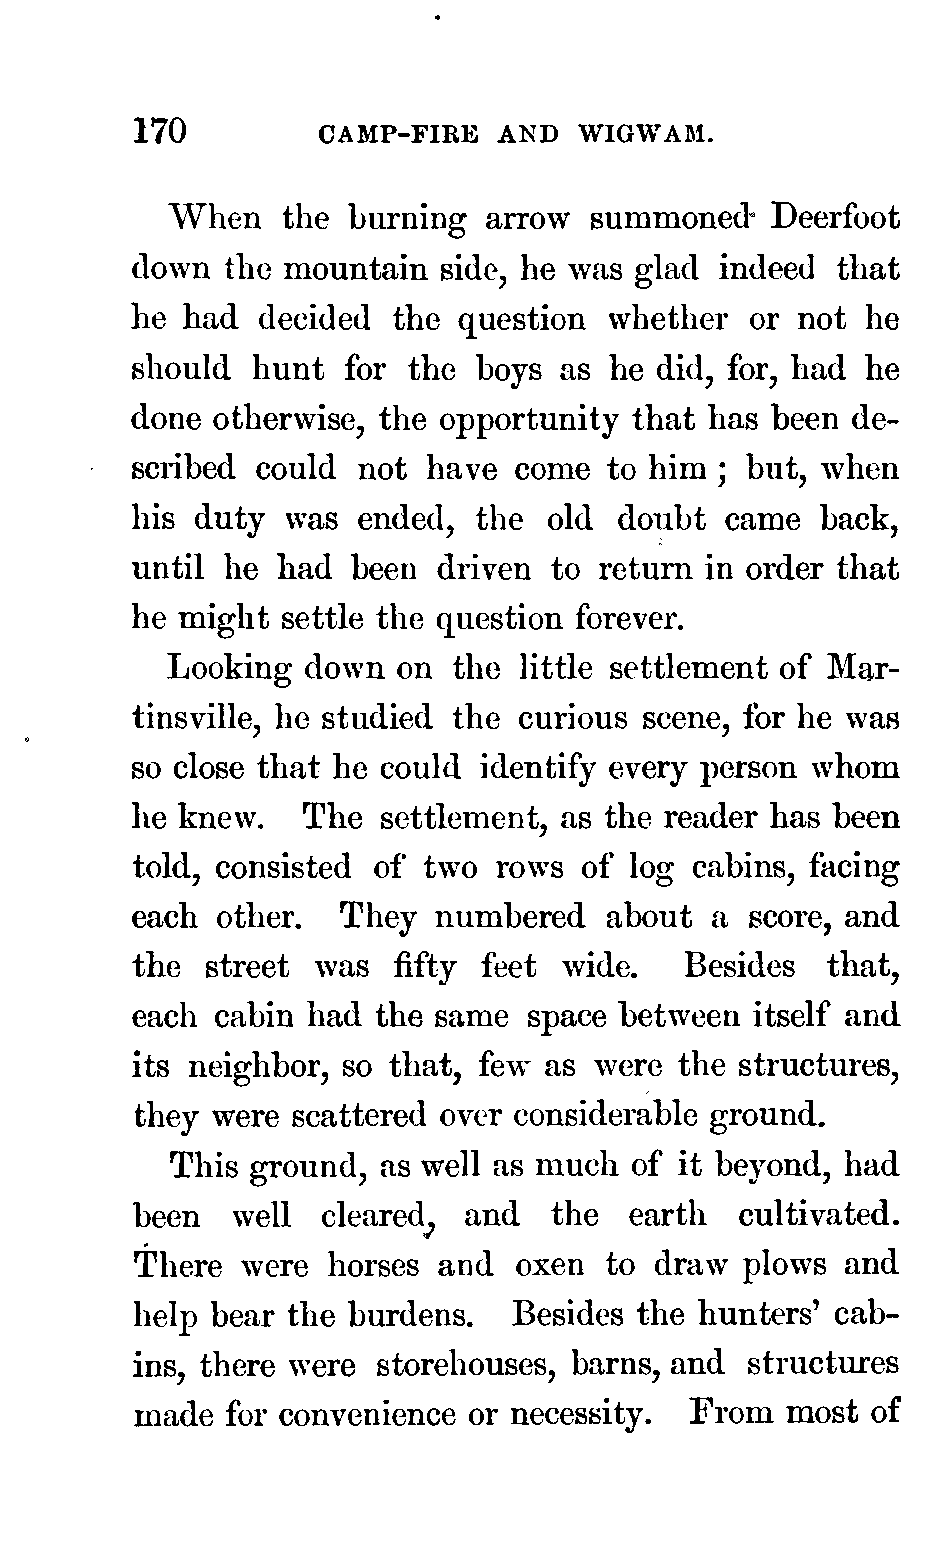 170 CAMP-FIRE AND WIGWAM.
When the burning arrow summoned Deerfoot
down the mountain side, he was glad indeed that
he had decided the question whether or not he
should hunt for the boys as he did, for, had he
done otherwise, the opportunity that has been de-
scribed could not have come to him ; but, when
his duty was ended, the old doubt came back,
until he had been driven to return in order that
he might settle the question forever.
Looking down on the little settlement of Mar-
tinsville, he studied the curious scene, for he was
so close that he could identify every person whom
he knew. The settlement, as the reader has been
told, consisted of two rows of log cabins, facing
each other. They numbered about a score, and
the street was fifty feet wide. Besides that,
each cabin had the same space between itself and
its neighbor, so that, few as were the structures,
they were scattered over considerable ground.
This ground, as well as much of it beyond, had
been well cleared, and the earth cultivated.
There were horses and oxen to draw plows and
help bear the burdens. Besides the hunters' cab-
ins, there were storehouses, barns, and structures
made for convenience or necessity. From most of